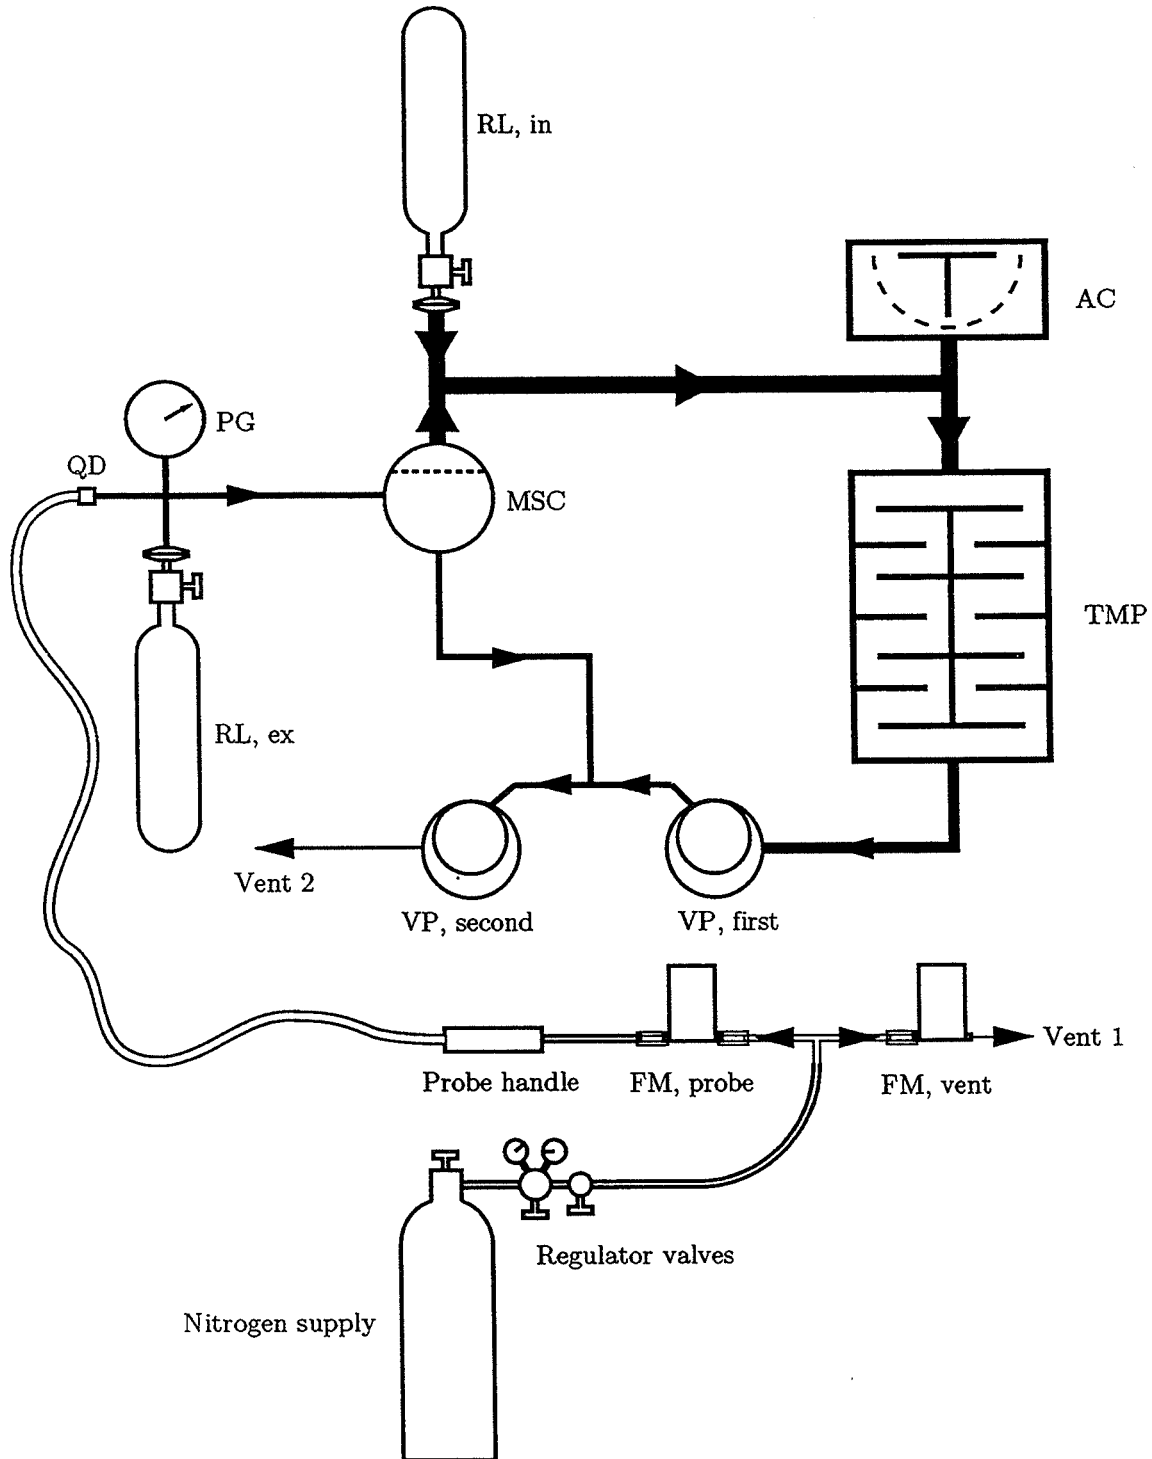 RL, in
AC
PG
QD
MSC
TMP
RL, ex
Vent 2
VP, second
VP, first
Vent 1
Probe handle
FM, probe
FM, vent
Regulator valves
Nitrogen supply